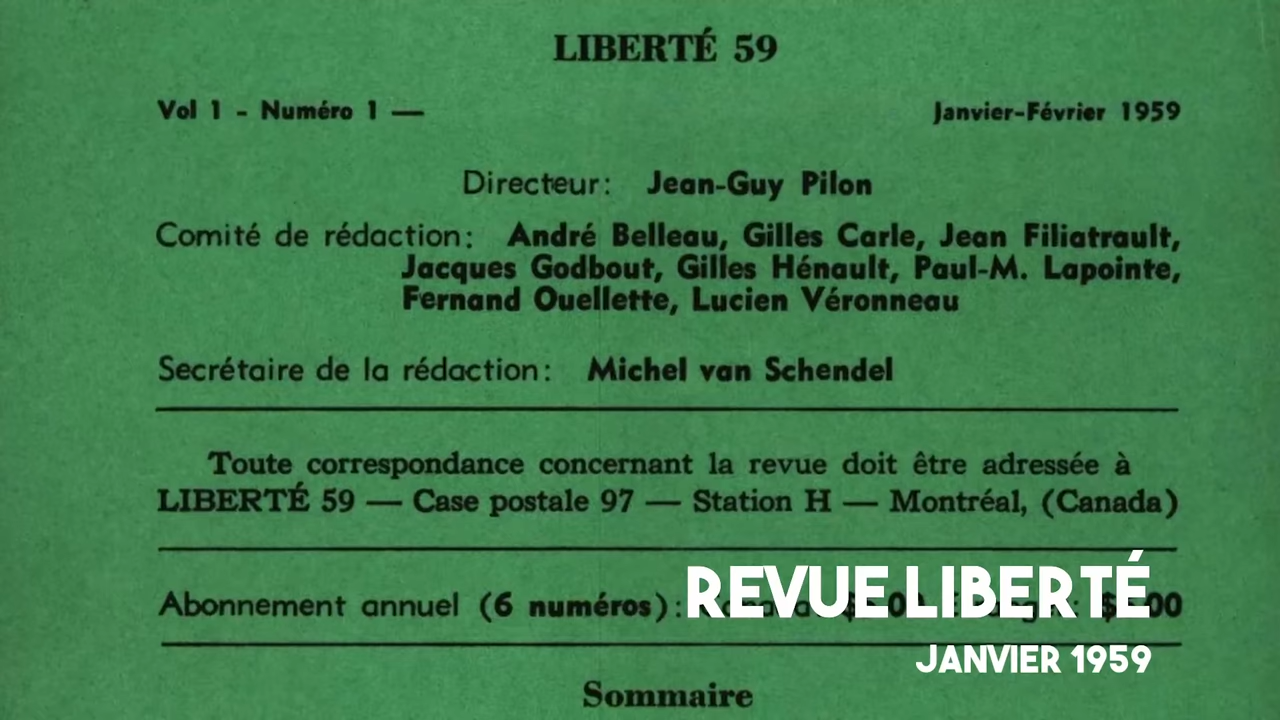 LIBERTÉ 59
Vol 1 - Numéro 1 —
Janvier-Février 1959
Directeur: Jean-Guy Pilon
Comité de rédaction: André Belleau, Gilles Carle, Jean Filiatrault,
Jacques Godbout, Gilles Hénault, Paul-M. Lapointe,
Fernand Ouellette, Lucien Véronneau
Secrétaire de la rédaction: Michel van Schendel
Toute correspondance concernant la revue doit être adressée à
LIBERTÉ 59 — Case postale 97 — Station H — Montréal, (Canada)
Abonnement annuel (6 numéros):
REVUE LIBERTÉ
JANVIER 1959
Sommaire